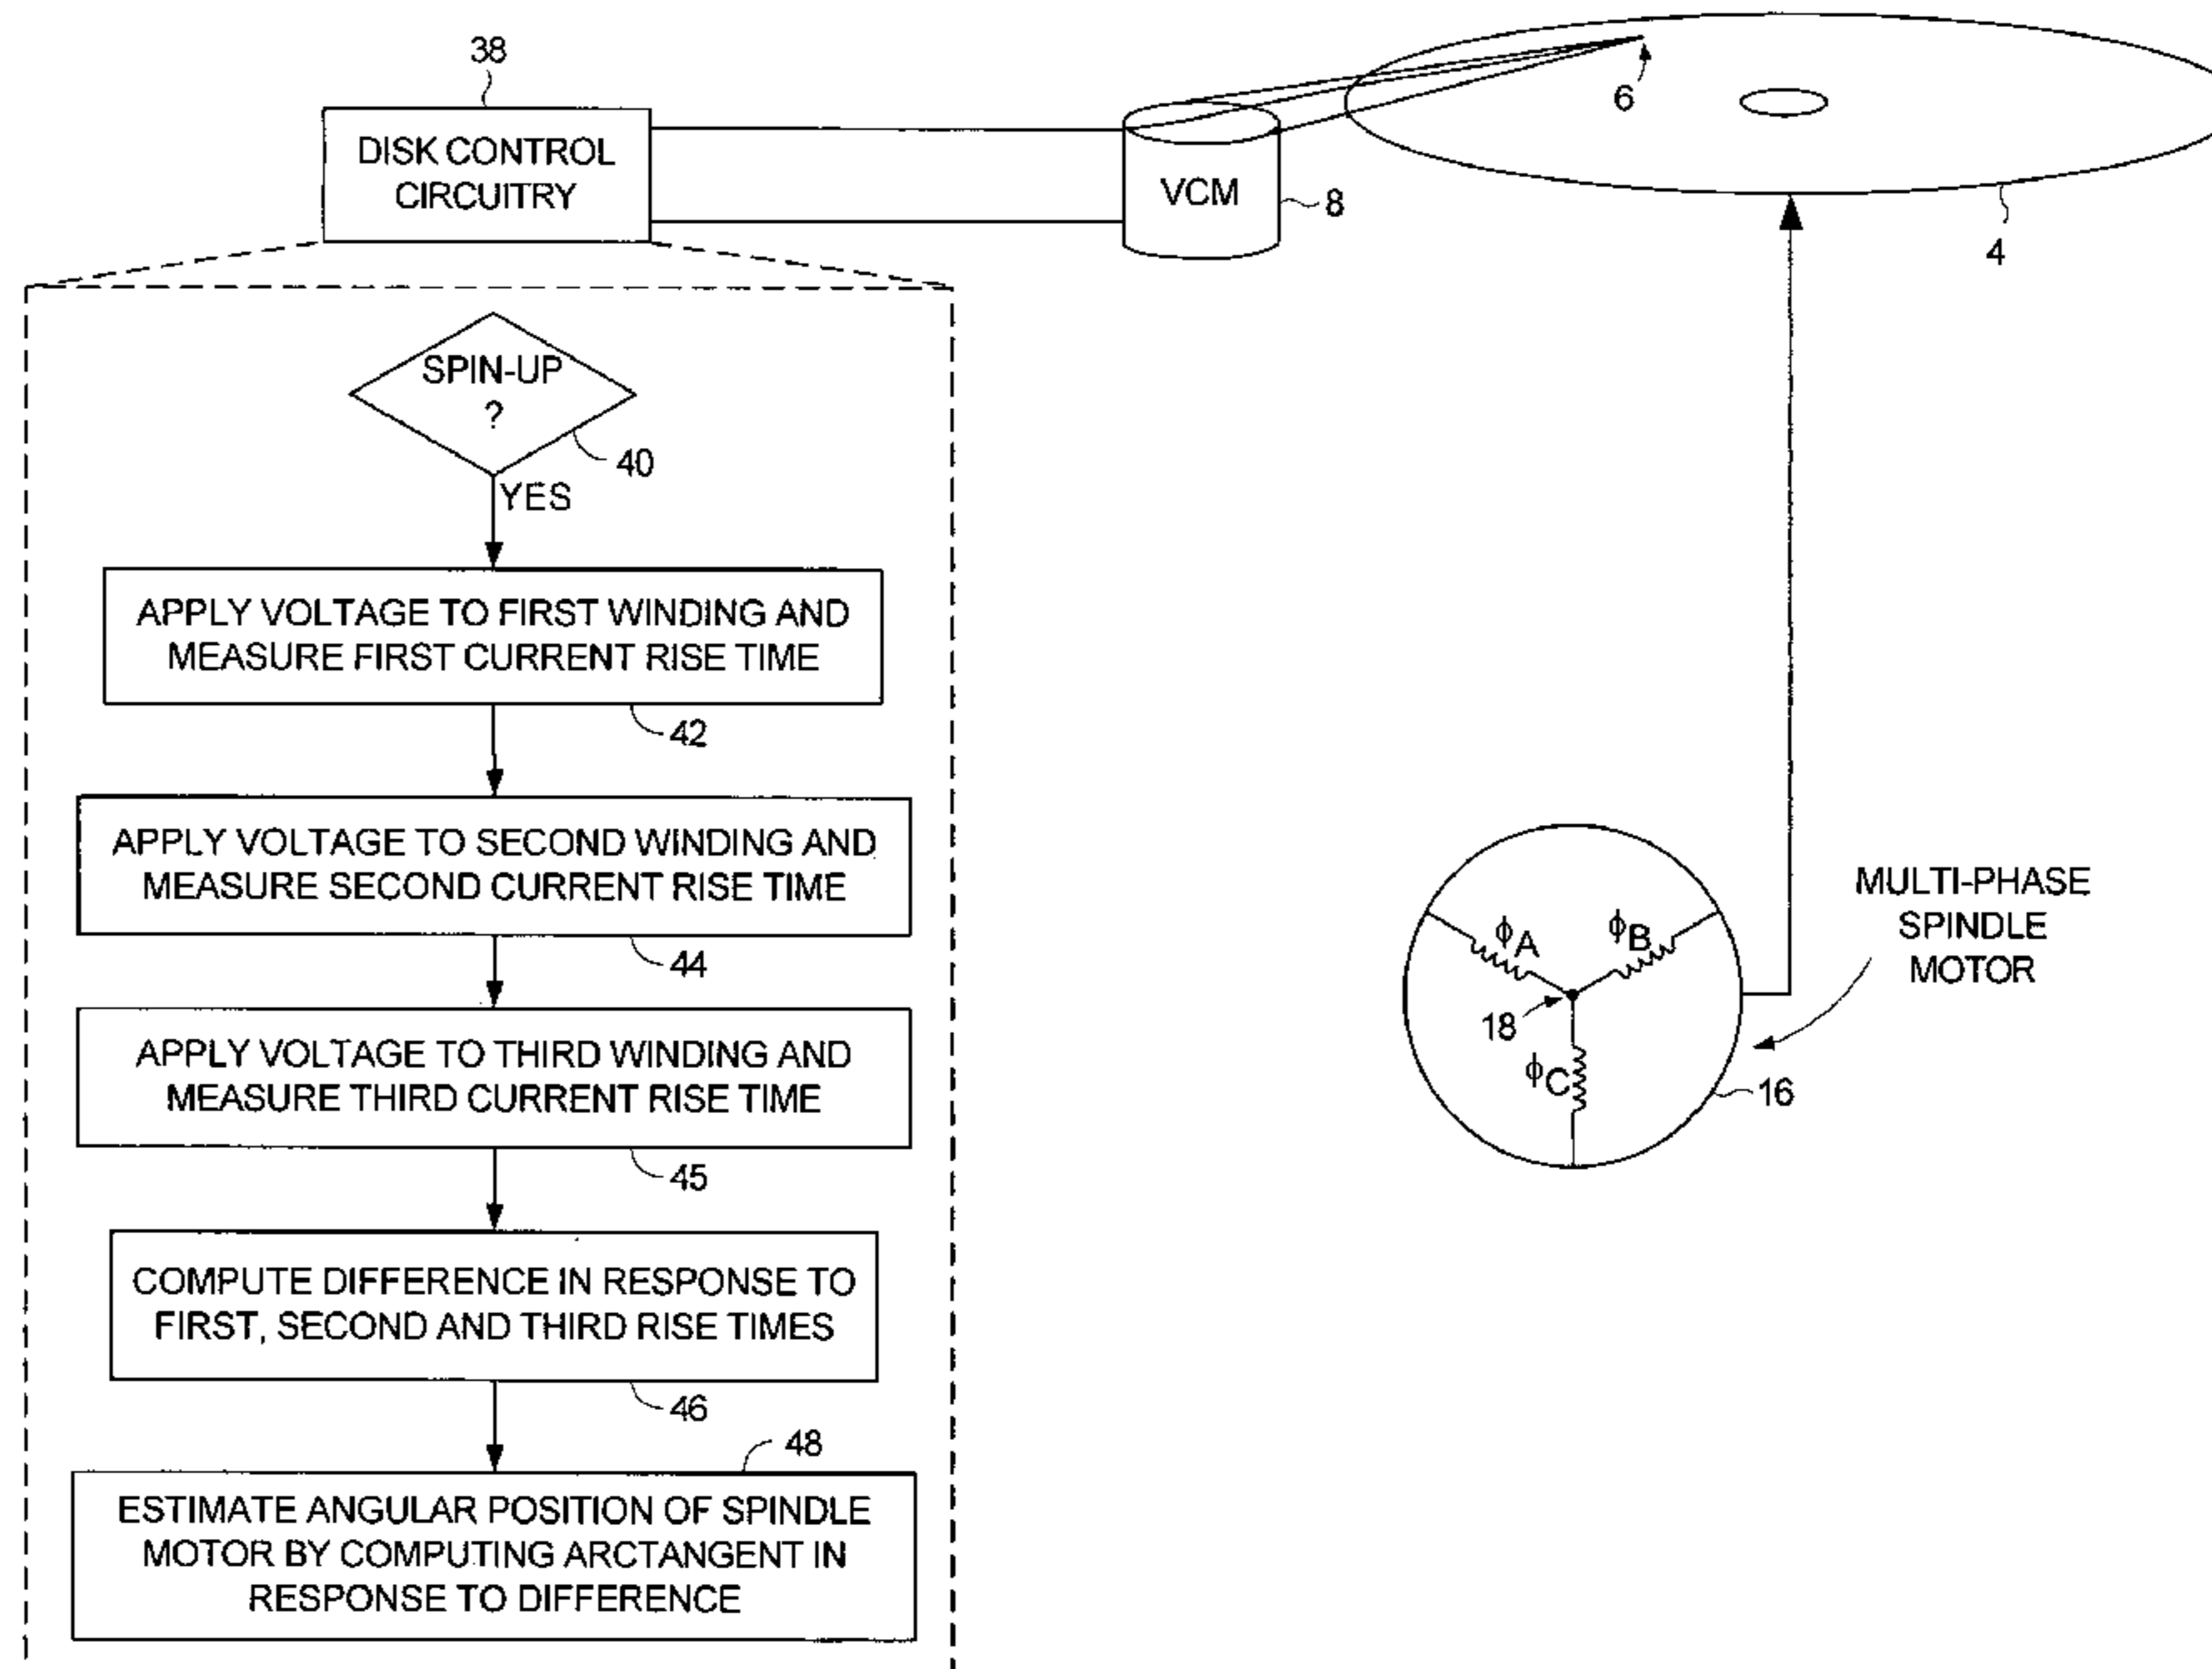 38
DISK CONTROL
CIRCUITRY
VCM
8
6
4
SPIN-UP
?
40
YES
APPLY VOLTAGE TO FIRST WINDING AND
MEASURE FIRST CURRENT RISE TIME
42
APPLY VOLTAGE TO SECOND WINDING AND
MEASURE SECOND CURRENT RISE TIME
44
APPLY VOLTAGE TO THIRD WINDING AND
MEASURE THIRD CURRENT RISE TIME
45
COMPUTE DIFFERENCE IN RESPONSE TO
FIRST, SECOND AND THIRD RISE TIMES
46
48
ESTIMATE ANGULAR POSITION OF SPINDLE
MOTOR BY COMPUTING ARCTANGENT IN
RESPONSE TO DIFFERENCE
MULTI-PHASE
SPINDLE
MOTOR
ϕA
ϕB
18
ϕC
16